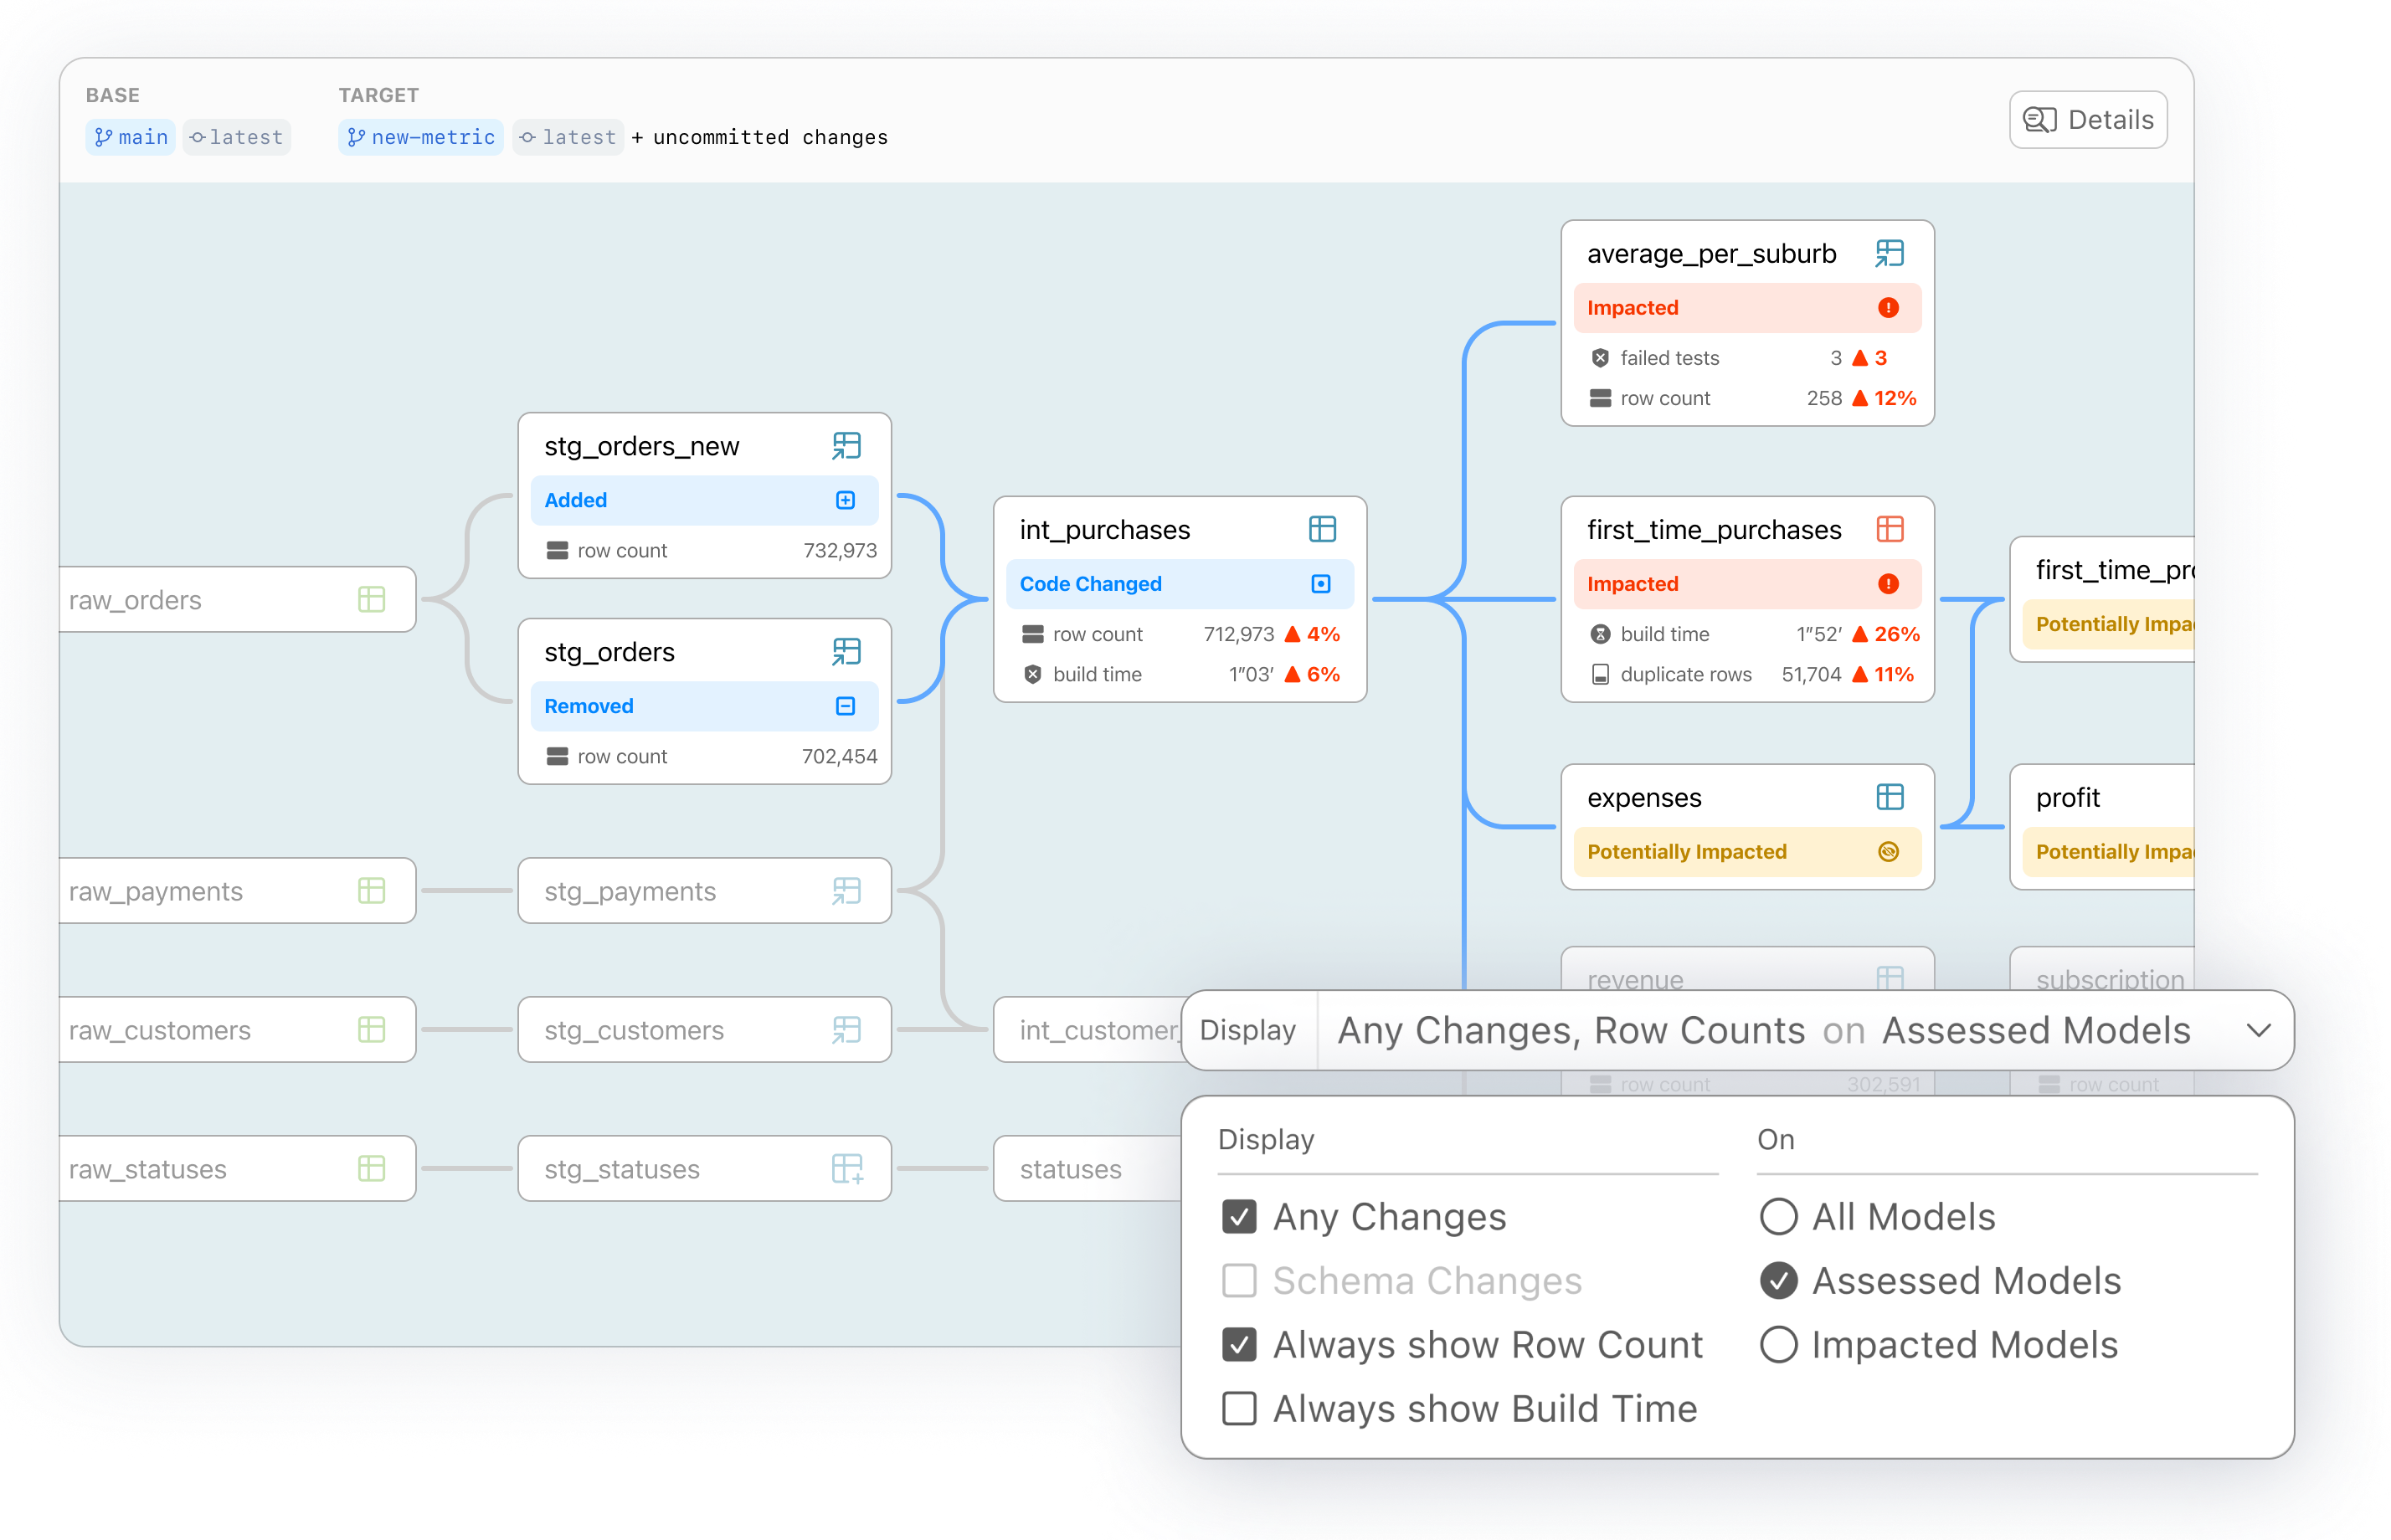 BASE
main latest
TARGET
new-metric latest + uncommitted changes
Details
raw_orders
raw_payments
raw_customers
raw_statuses
stg_orders_new
Added
row count 732,973
stg_orders
Removed
row count 702,454
stg_payments
stg_customers
stg_statuses
int_purchases
Code Changed
row count 712,973 4%
build time 1”03’ 6%
int_customer_
statuses
average_per_suburb
Impacted
failed tests 3 3
row count 258 12%
first_time_purchases
Impacted
build time 1”52’ 26%
duplicate rows 51,704 11%
expenses
Potentially Impacted
revenue
row count 302,591
first_time_pro
Potentially Impa
profit
Potentially Impa
subscription
row count
Display Any Changes, Row Counts on Assessed Models
Display
Any Changes
Schema Changes
Always show Row Count
Always show Build Time
On
All Models
Assessed Models
Impacted Models